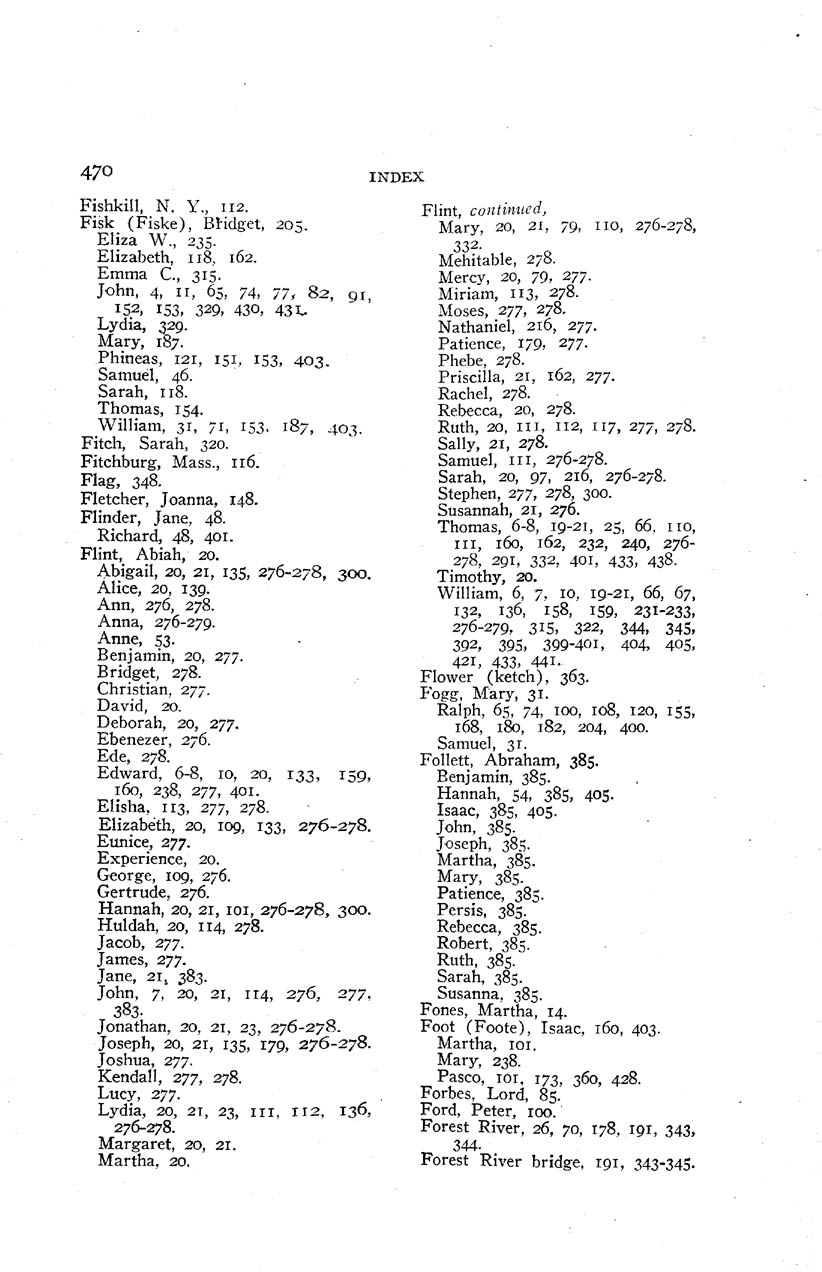 470
INDEX
Fishkill, N. Y., 112.
Fisk (Fiske), Bridget, 205.
Eliza W., 235.
Elizabeth, 118, 162.
Emma C., 315.
John, 4, 11, 65, 74, 77, 82, 91,
152, 153, 329, 430, 431.
Lydia, 329.
Mary, 187.
Phineas, 121, 151, 153, 403.
Samuel, 46.
Sarah, 118.
Thomas, 154.
William, 31, 71, 153, 187, 403.
Fitch, Sarah, 320.
Fitchburg, Mass., 116.
Flag, 348.
Fletcher, Joanna, 148.
Flinder, Jane, 48.
Richard, 48, 401.
Flint, Abiah, 20.
Abigail, 20, 21, 135, 276-278, 300.
Alice, 20, 139.
Ann, 276, 278.
Anna, 276-279.
Anne, 53.
Benjamin, 20, 277.
Bridget, 278.
Christian, 277.
David, 20.
Deborah, 20, 277.
Ebenezer, 276.
Ede, 278.
Edward, 6-8, 10, 20, 133, 159,
160, 238, 277, 401.
Elisha, 113, 277, 278.
Elizabeth, 20, 109, 133, 276-278.
Eunice, 277.
Experience, 20.
George, 109, 276.
Gertrude, 276.
Hannah, 20, 21, 101, 276-278, 300.
Huldah, 20, 114, 278.
Jacob, 277.
James, 277.
Jane, 21, 383.
John, 7, 20, 21, 114, 276, 277,
383.
Jonathan, 20, 21, 23, 276-278.
Joseph, 20, 21, 135, 179, 276-278.
Joshua, 277.
Kendall, 277, 278.
Lucy, 277.
Lydia, 20, 21, 23, 111, 112, 136,
276-278.
Margaret, 20, 21.
Martha, 20.
Flint, continued,
Mary, 20, 21, 79, 110, 276-278,
332.
Mehitable, 278.
Mercy, 20, 79, 277.
Miriam, 113, 278.
Moses, 277, 278.
Nathaniel, 216, 277.
Patience, 179, 277.
Phebe, 278.
Priscilla, 21, 162, 277.
Rachel, 278.
Rebecca, 20, 278.
Ruth, 20, 111, 112, 117, 277, 278.
Sally, 21, 278.
Samuel, 111, 276-278.
Sarah, 20, 97, 216, 276-278.
Stephen, 277, 278, 300.
Susannah, 21, 276.
Thomas, 6-8, 19-21, 25, 66, 110,
111, 160, 162, 232, 240, 276-
278, 291, 332, 401, 433, 438.
Timothy, 20.
William, 6, 7, 10, 19-21, 66, 67,
132, 136, 158, 159, 231-233,
276-279, 315, 322, 344, 345,
392, 395, 399-401, 404, 405,
421, 433, 441.
Flower (ketch), 363.
Fogg, Mary, 31.
Ralph, 65, 74, 100, 108, 120, 155,
168, 180, 182, 204, 400.
Samuel, 31.
Follett, Abraham, 385.
Benjamin, 385.
Hannah, 54, 385, 405.
Isaac, 385, 405.
John, 385.
Joseph, 385.
Martha, 385.
Mary, 385.
Patience, 385.
Persis, 385.
Rebecca, 385.
Robert, 385.
Ruth, 385.
Sarah, 385.
Susanna, 385.
Fones, Martha, 14.
Foot (Foote), Isaac, 160, 403.
Martha, 101.
Mary, 238.
Pasco, 101, 173, 360, 428.
Forbes, Lord, 85.
Ford, Peter, 100.
Forest River, 26, 70, 178, 191, 343,
344.
Forest River bridge, 191, 343-345.